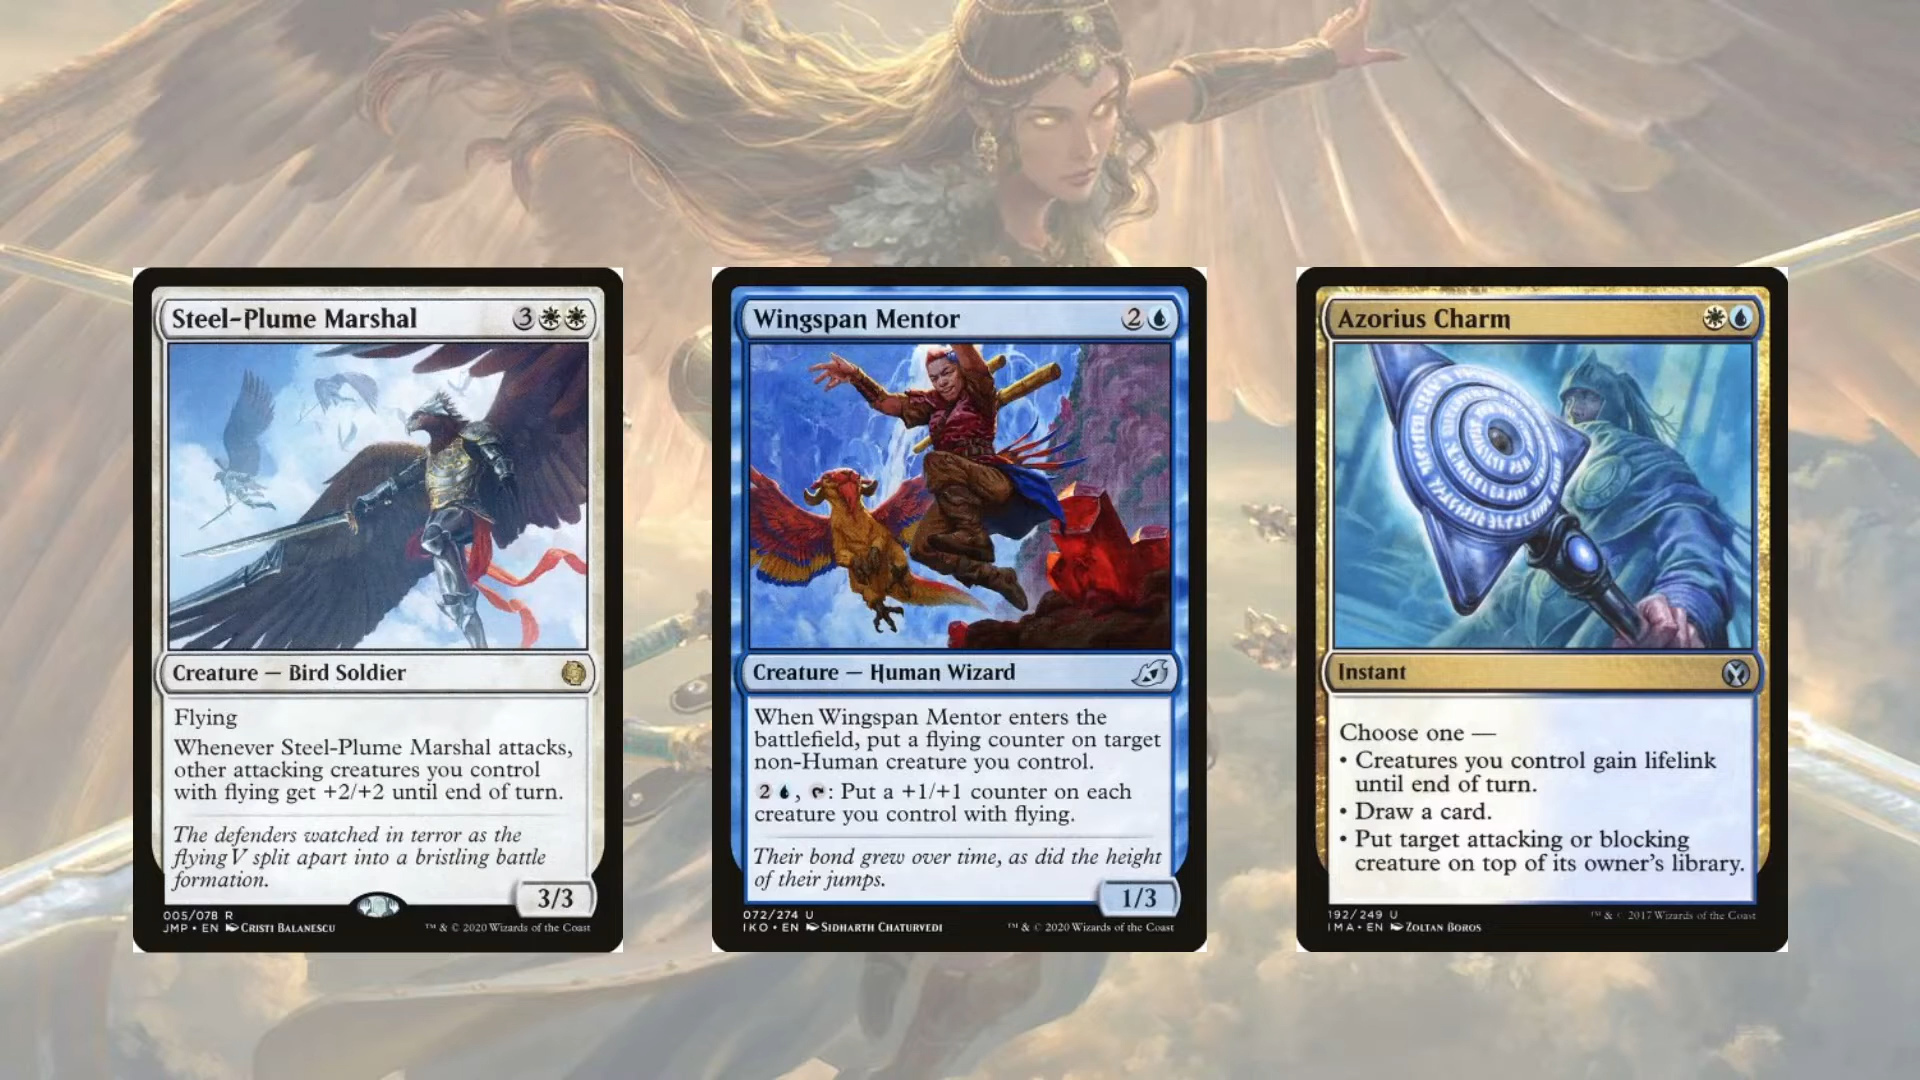 Steel-Plume Marshal 3
Creature — Bird Soldier
Flying
Whenever Steel-Plume Marshal attacks,
other attacking creatures you control
with flying get +2/+2 until end of turn.
The defenders watched in terror as the
flying V split apart into a bristling battle
formation.
3/3
005/078 R
JMP • EN CRISTI BALANESCU
™ & © 2020 Wizards of the Coast
Wingspan Mentor 2
Creature — Human Wizard
When Wingspan Mentor enters the
battlefield, put a flying counter on target
non-Human creature you control.
2 , : Put a +1/+1 counter on each
creature you control with flying.
Their bond grew over time, as did the height
of their jumps.
1/3
072/274 U
IKO • EN SIDHARTH CHATURVEDI
™ & © 2020 Wizards of the Coast
Azorius Charm
Instant
Choose one —
• Creatures you control gain lifelink
until end of turn.
• Draw a card.
• Put target attacking or blocking
creature on top of its owner's library.
192/249 U
IMA • EN ZOLTAN BOROS
™ & © 2017 Wizards of the Coast